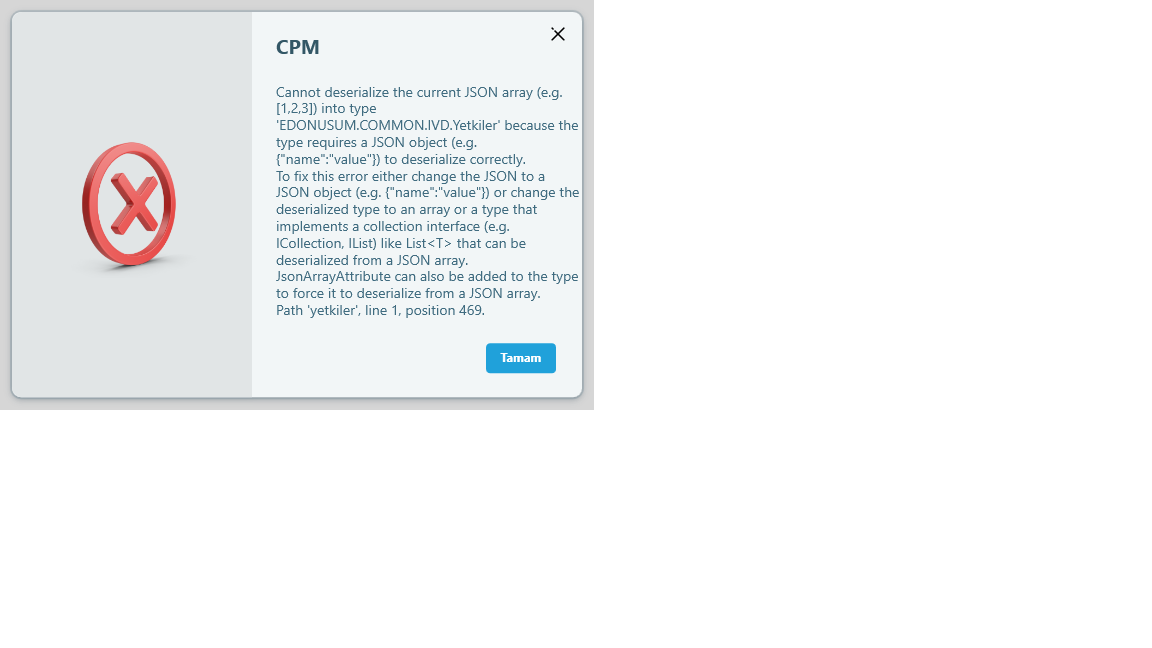 CPM
Cannot deserialize the current JSON array (e.g.
[1,2,3]) into type
'EDONUSUM.COMMON.IVD.Yetkiler' because the
type requires a JSON object (e.g.
{"name":"value"}) to deserialize correctly.
To fix this error either change the JSON to a
JSON object (e.g. {"name":"value"}) or change the
deserialized type to an array or a type that
implements a collection interface (e.g.
ICollection, IList) like List<T> that can be
deserialized from a JSON array.
JsonArrayAttribute can also be added to the type
to force it to deserialize from a JSON array.
Path 'yetkiler', line 1, position 469.
Tamam